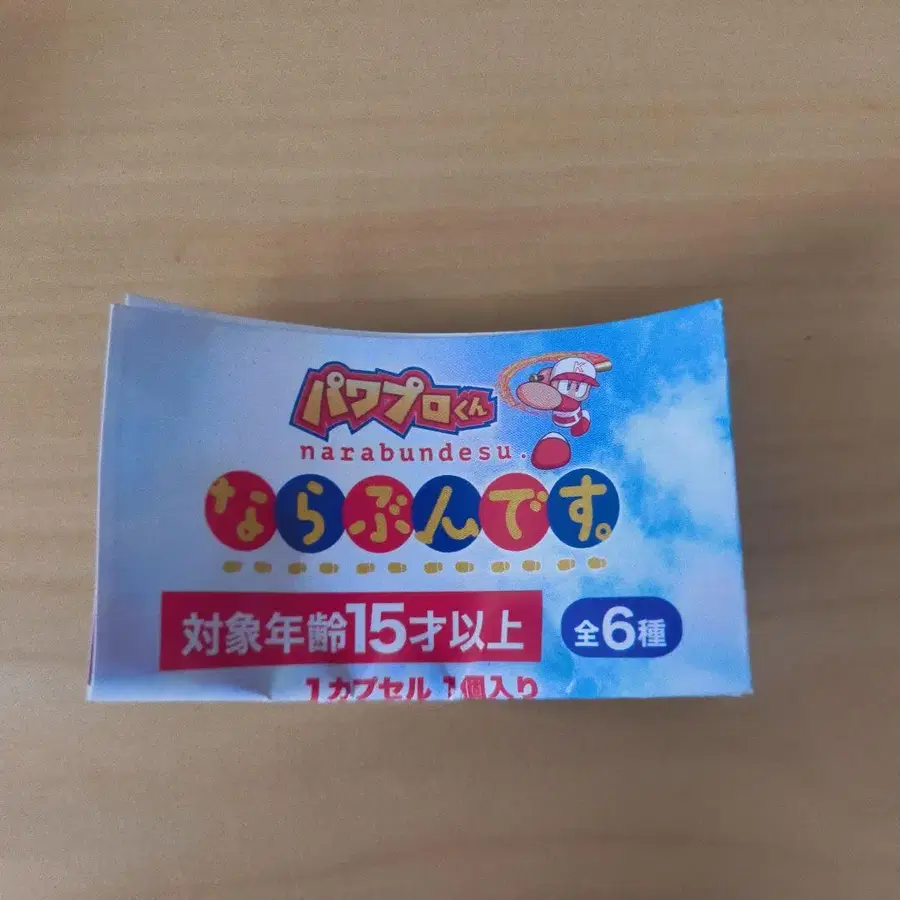 パワプロくん
K
narabundesu.
ならぶんです。
対象年齢15才以上
全6種
1カプセル 1個入り